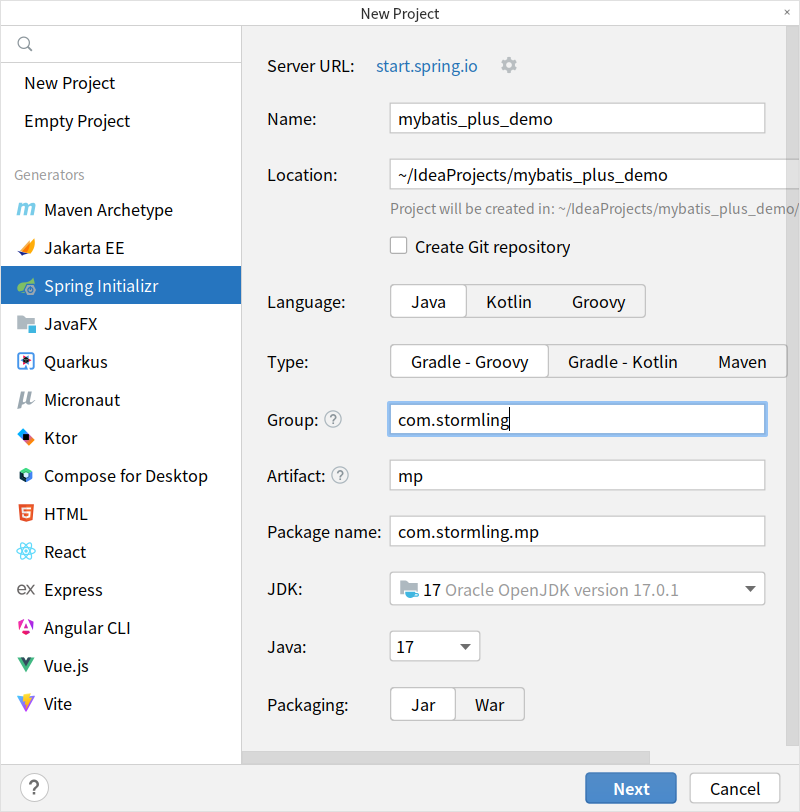 New Project
×
New Project
Empty Project
Generators
Maven Archetype
Jakarta EE
Spring Initializr
JavaFX
Quarkus
Micronaut
Ktor
Compose for Desktop
HTML
React
ex Express
Angular CLI
Vue.js
Vite
Server URL: start.spring.io
Name: mybatis_plus_demo
Location: ~/IdeaProjects/mybatis_plus_demo
Project will be created in: ~/IdeaProjects/mybatis_plus_demo/
Create Git repository
Language: Java Kotlin Groovy
Type: Gradle - Groovy Gradle - Kotlin Maven
Group: ? com.stormling
Artifact: ? mp
Package name: com.stormling.mp
JDK: 17 Oracle OpenJDK version 17.0.1
Java: 17
Packaging: Jar War
? Next Cancel